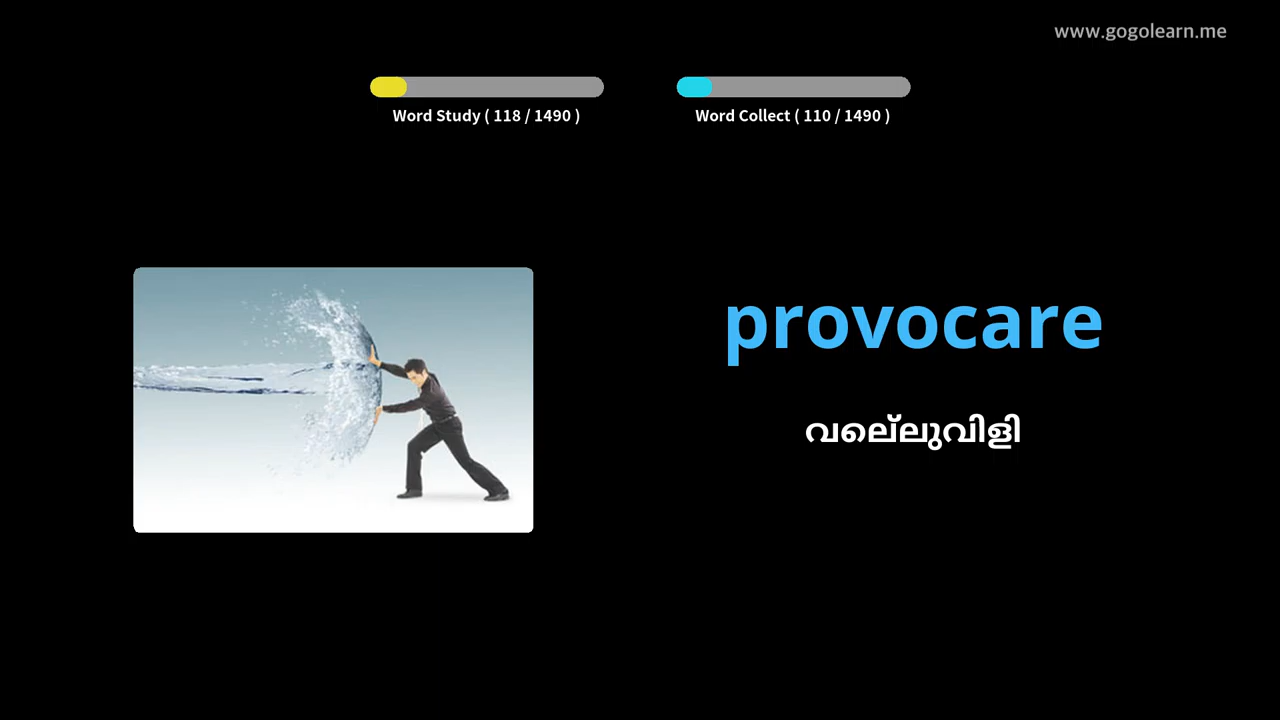 www.gogolearn.me
Word Study ( 118 / 1490 )
Word Collect ( 110 / 1490 )
provocare
വെല്ലുവിളി